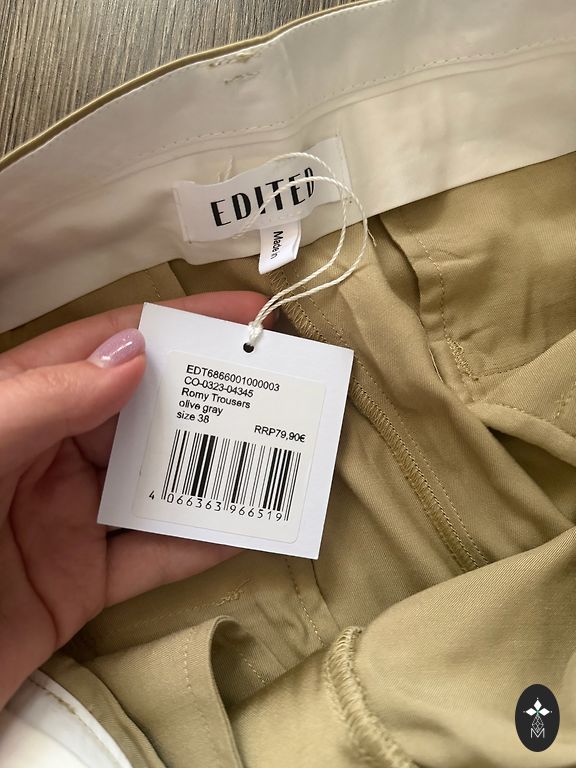 EDITED
Made in
EDT6866001000003
CO-0323-04345
Romy Trousers
olive gray
size 38
RRP79,90€
4 066363 966519
M